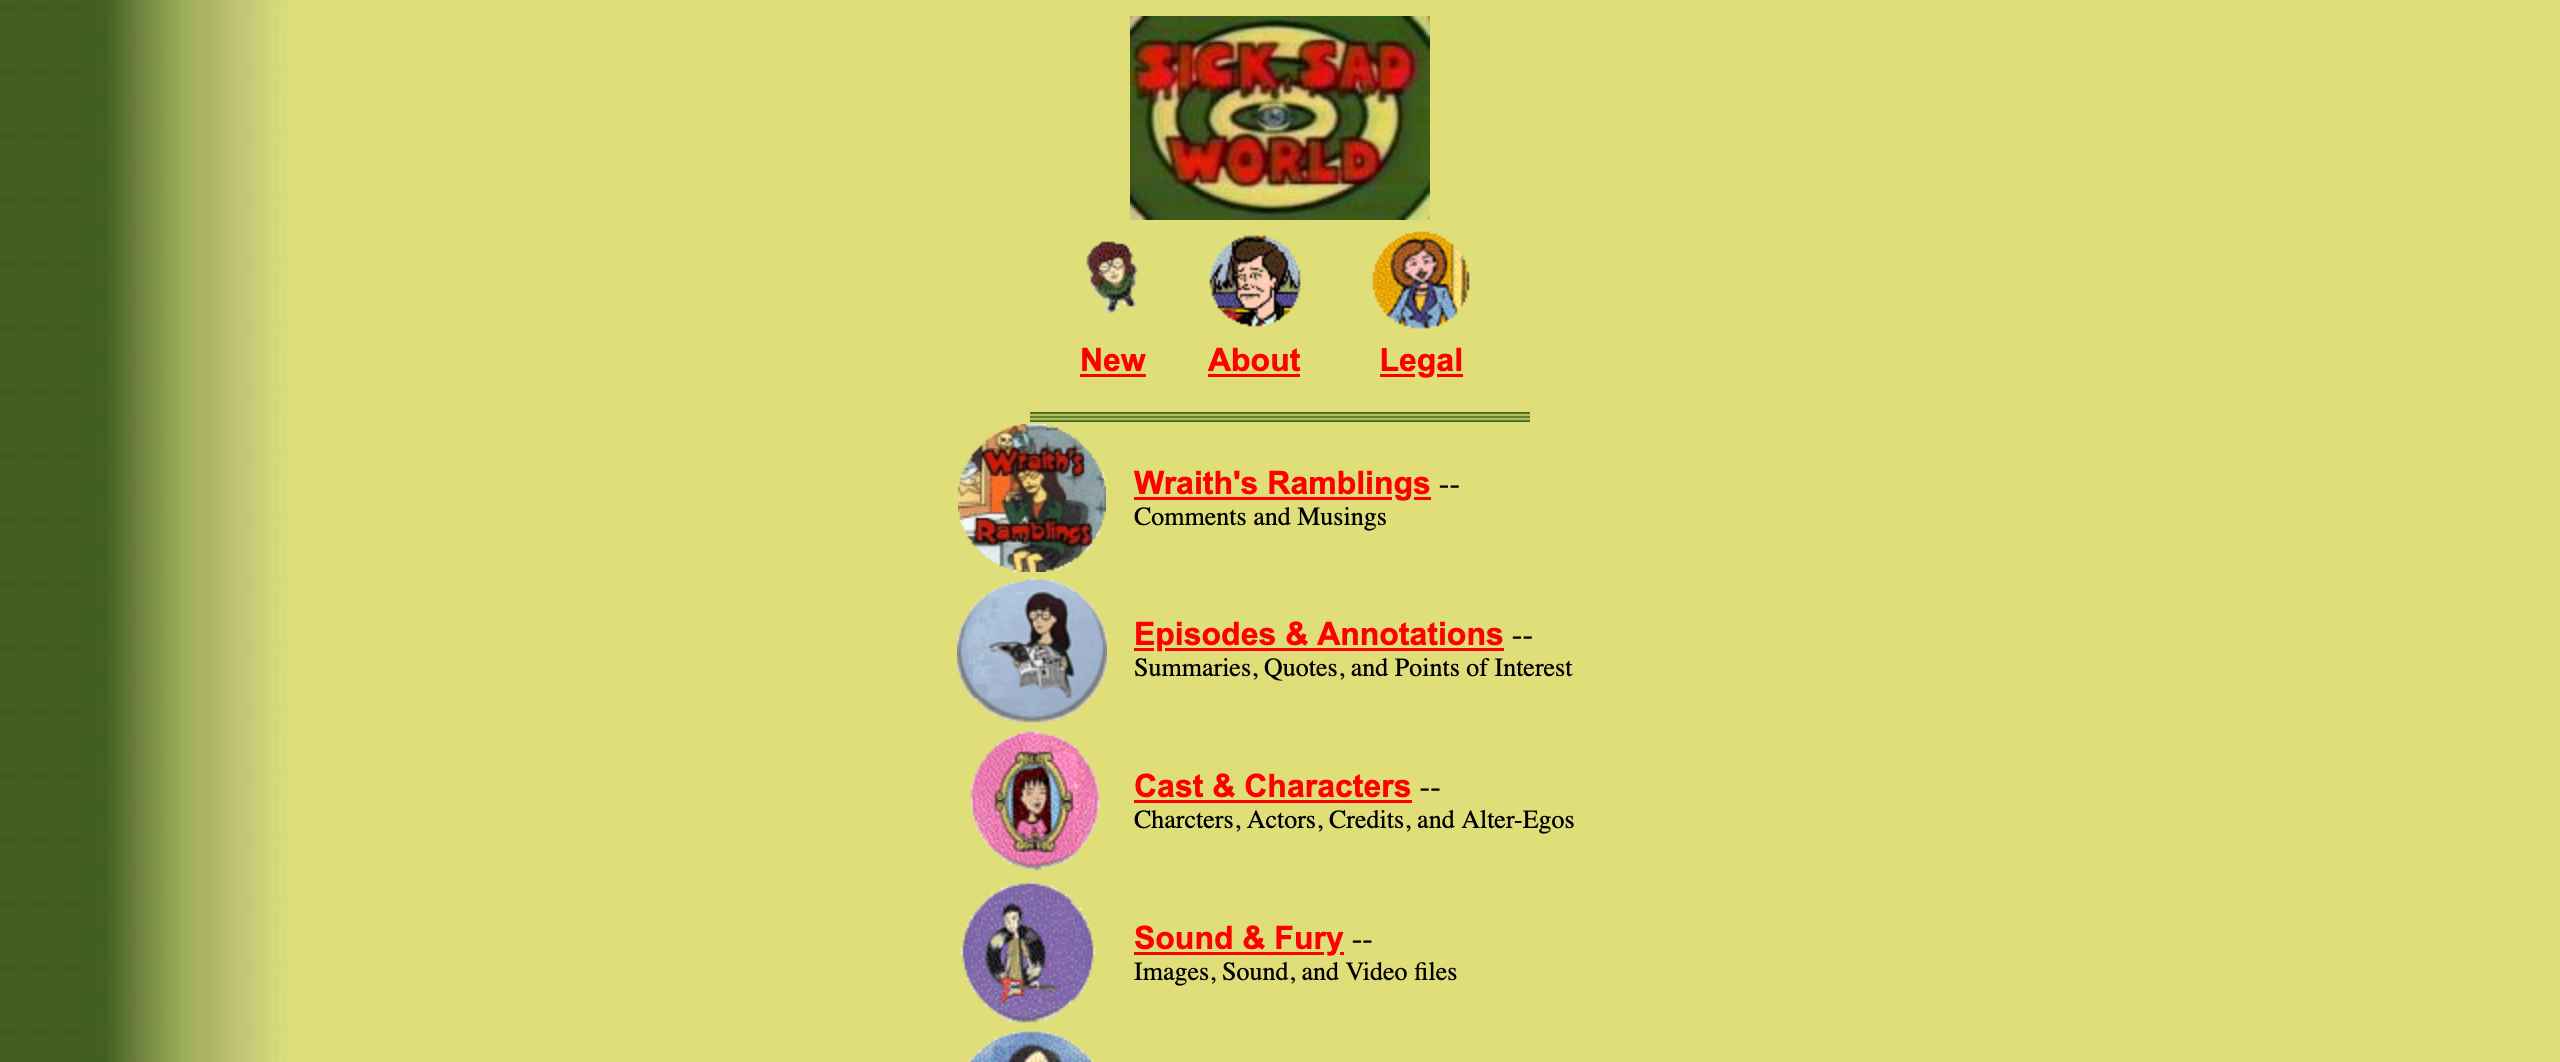 SICK SAD
WORLD
New About Legal
Wraith's
Ramblings
Wraith's Ramblings --
Comments and Musings
Episodes & Annotations --
Summaries, Quotes, and Points of Interest
Cast & Characters --
Charcters, Actors, Credits, and Alter-Egos
Sound & Fury --
Images, Sound, and Video files